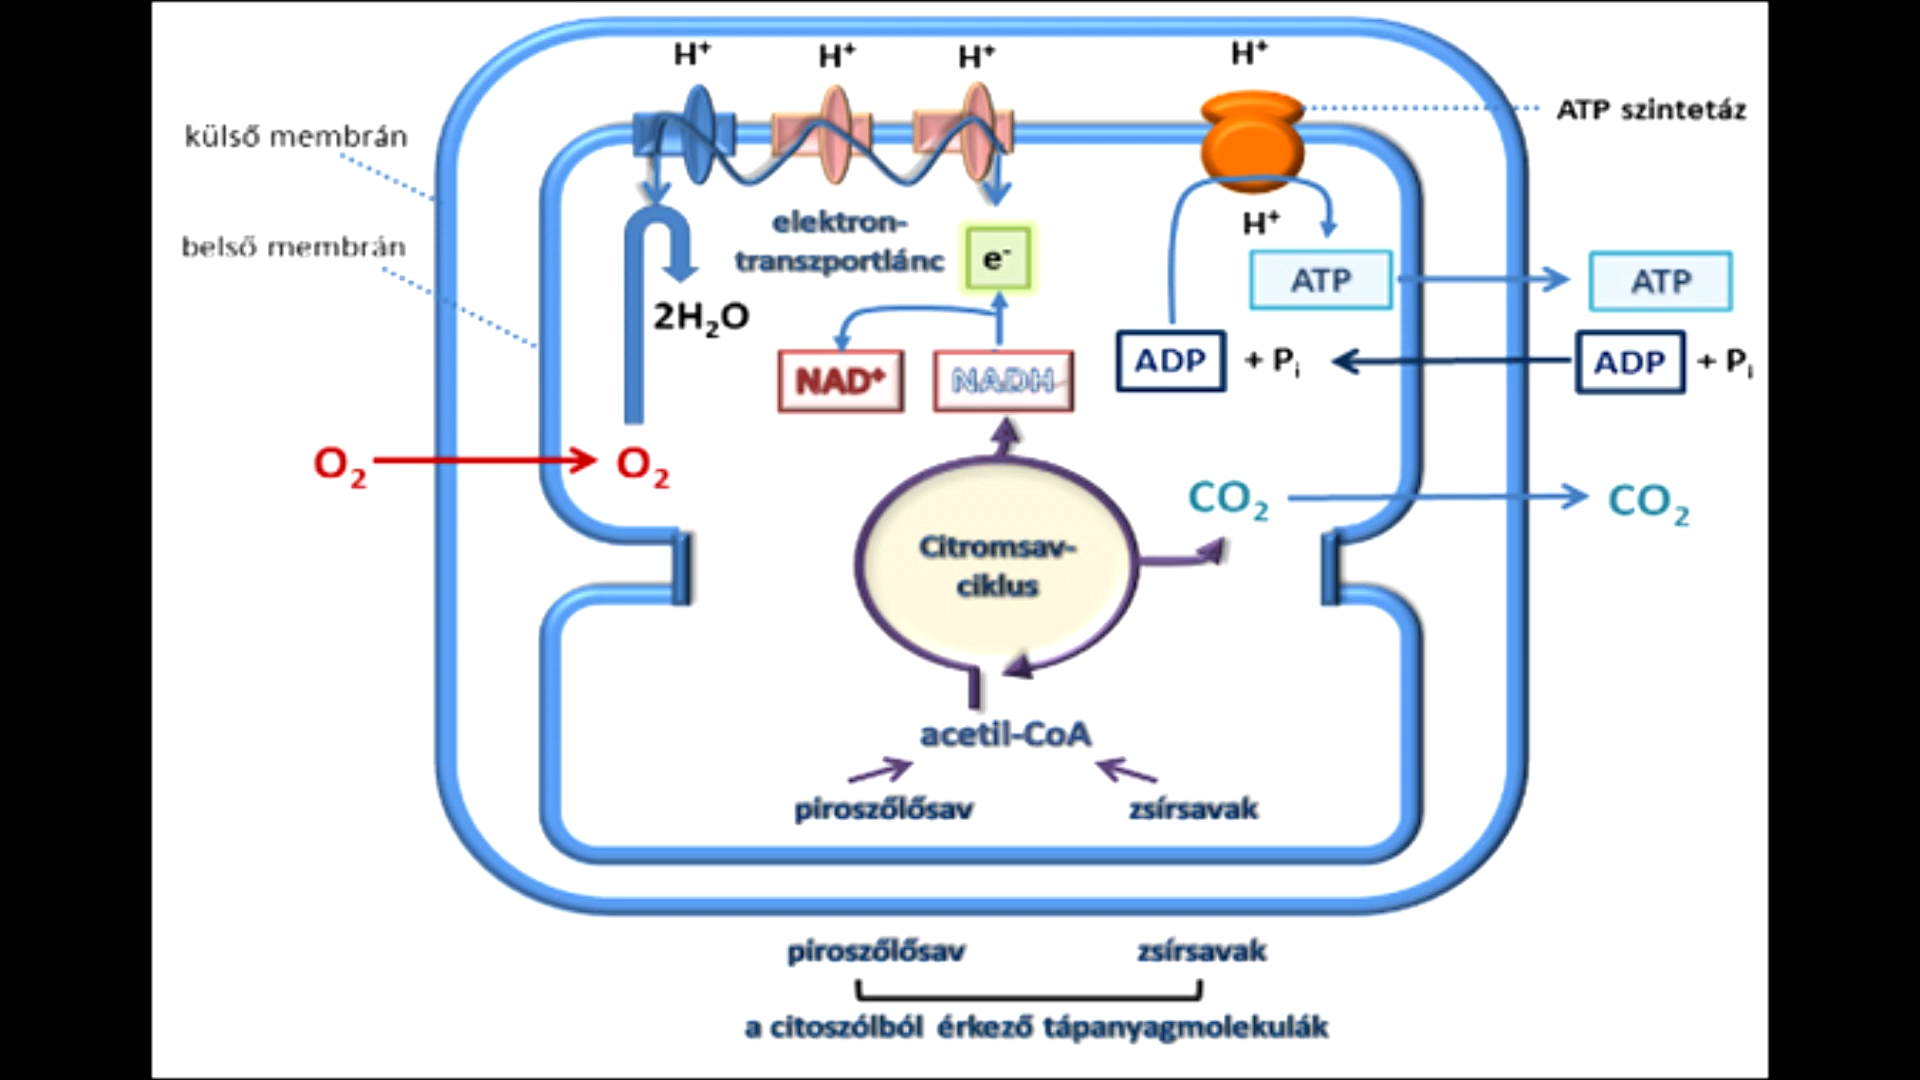 H⁺ H⁺ H⁺ H⁺
ATP szintetáz
külső membrán
belső membrán
elektron-
transzportlánc
e⁻
H⁺
ATP
ATP
2H₂O
NAD⁺
NADH
ADP + Pᵢ
ADP + Pᵢ
O₂
O₂
CO₂
CO₂
Citromsav-
ciklus
acetil-CoA
piroszőlősav
zsírsavak
piroszőlősav
zsírsavak
a citoszólból érkező tápanyagmolekulák